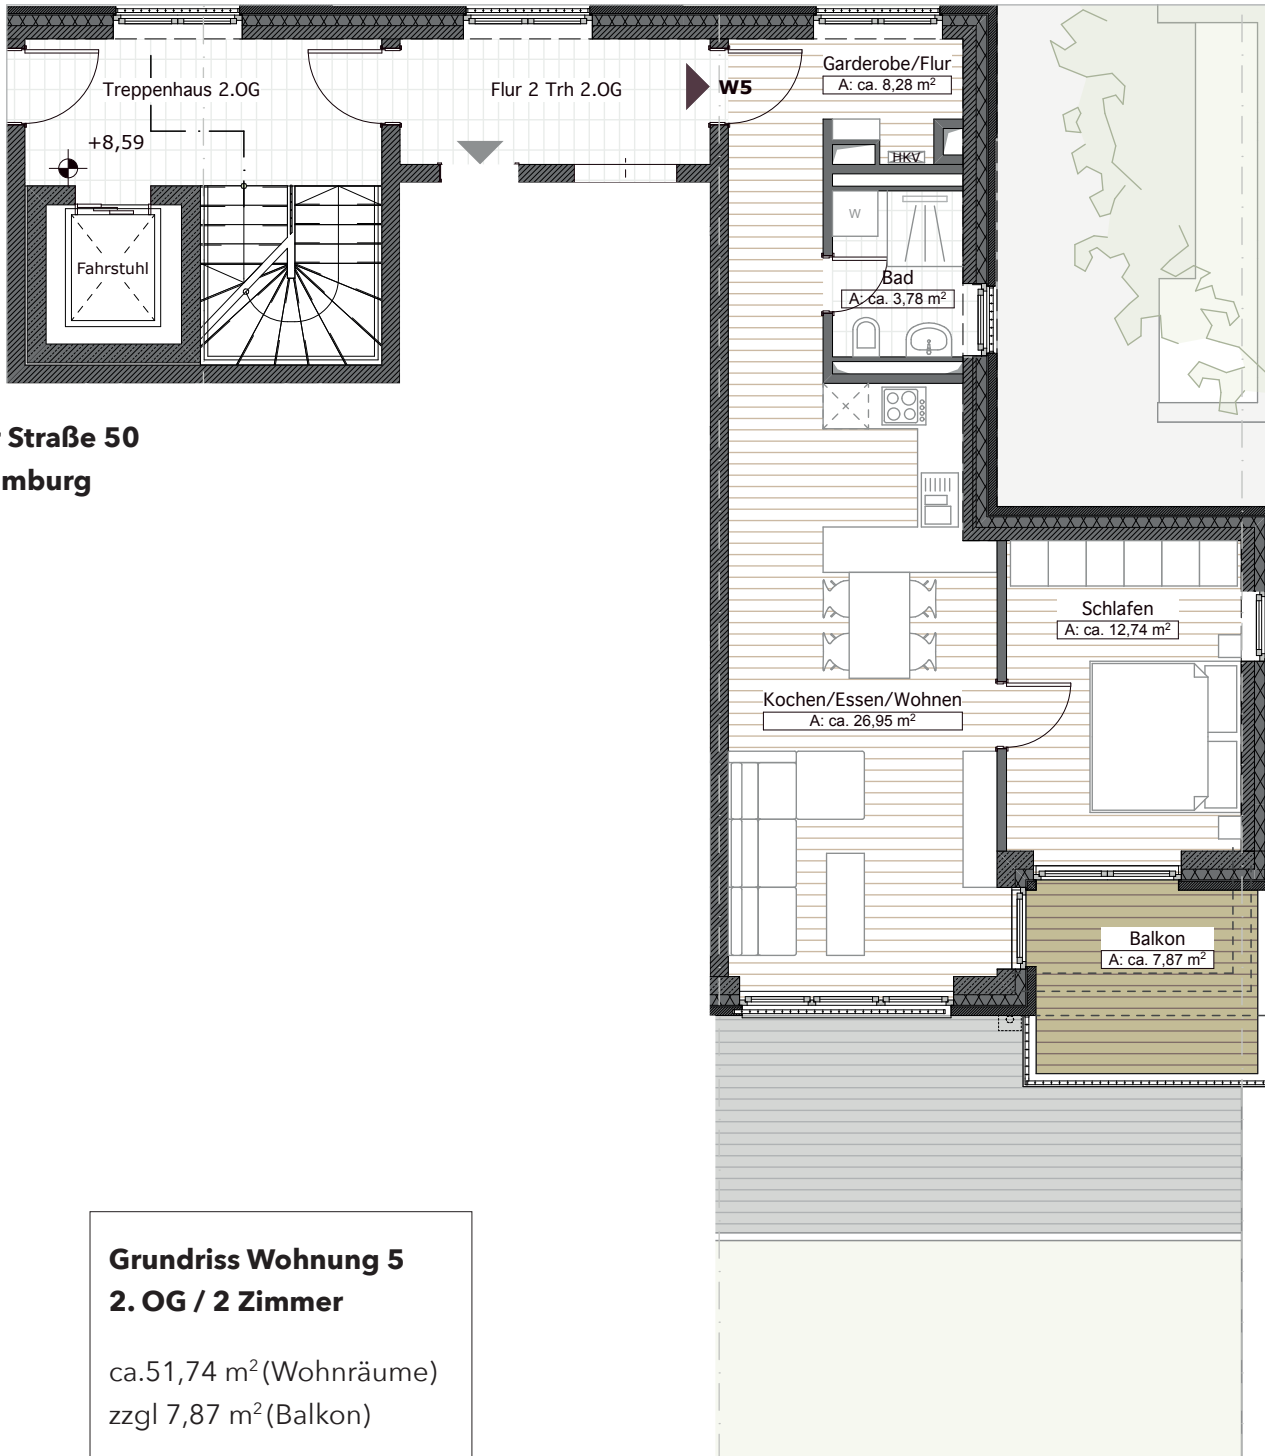 Treppenhaus 2.OG
+8,59
Fahrstuhl
Flur 2 Trh 2.OG
W5
Garderobe/Flur
A: ca. 8,28 m²
HKV
W
Bad
A: ca. 3,78 m²
Straße 50
mburg
Schlafen
A: ca. 12,74 m²
Kochen/Essen/Wohnen
A: ca. 26,95 m²
Balkon
A: ca. 7,87 m²
Grundriss Wohnung 5
2. OG / 2 Zimmer
ca.51,74 m² (Wohnräume)
zzgl 7,87 m² (Balkon)